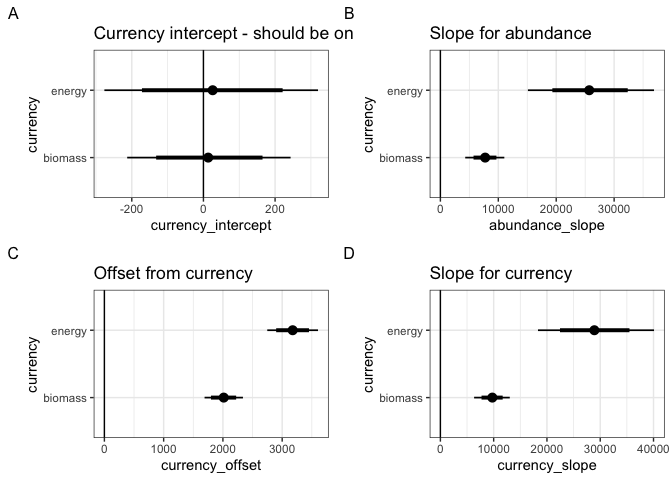 A
Currency intercept - should be on
currency
energy
biomass
-200 0 200
currency_intercept
B
Slope for abundance
currency
energy
biomass
0 10000 20000 30000
abundance_slope
C
Offset from currency
currency
energy
biomass
0 1000 2000 3000
currency_offset
D
Slope for currency
currency
energy
biomass
0 10000 20000 30000 40000
currency_slope